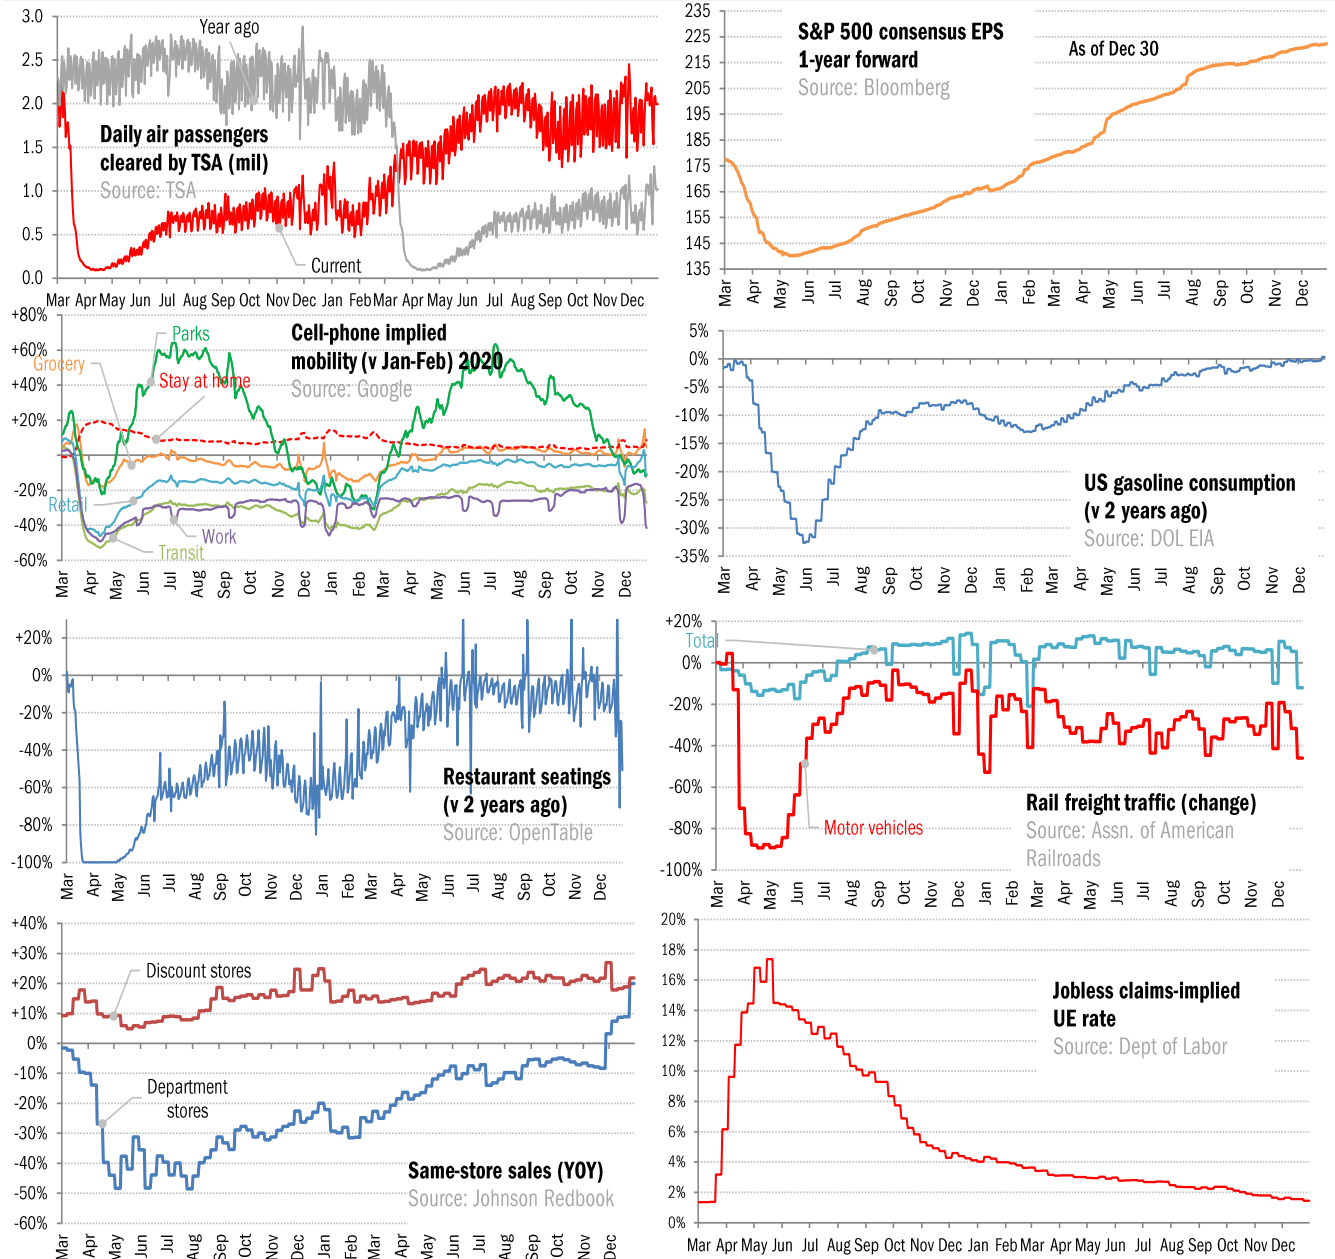 3.0
2.5
2.0
1.5
1.0
0.5
0.0
Year ago
Daily air passengers
cleared by TSA (mil)
Source: TSA
Current
Mar Apr May Jun Jul Aug Sep Oct Nov Dec Jan Feb Mar Apr May Jun Jul Aug Sep Oct Nov Dec
235
225
215
205
195
185
175
165
155
145
135
S&P 500 consensus EPS
1-year forward
Source: Bloomberg
As of Dec 30
Mar Apr May Jun Jul Aug Sep Oct Nov Dec Jan Feb Mar Apr May Jun Jul Aug Sep Oct Nov Dec
+80%
+60%
+40%
+20%
-20%
-40%
-60%
Parks
Grocery
Stay at home
Cell-phone implied
mobility (v Jan-Feb) 2020
Source: Google
Retail
Work
Transit
Mar Apr May Jun Jul Aug Sep Oct Nov Dec Jan Feb Mar Apr May Jun Jul Aug Sep Oct Nov Dec
5%
0%
-5%
-10%
-15%
-20%
-25%
-30%
-35%
US gasoline consumption
(v 2 years ago)
Source: DOL EIA
Mar Apr May Jun Jul Aug Sep Oct Nov Dec Jan Feb Mar Apr May Jun Jul Aug Sep Oct Nov Dec
+20%
0%
-20%
-40%
-60%
-80%
-100%
Restaurant seatings
(v 2 years ago)
Source: OpenTable
Mar Apr May Jun Jul Aug Sep Oct Nov Dec Jan Feb Mar Apr May Jun Jul Aug Sep Oct Nov Dec
+20%
0%
-20%
-40%
-60%
-80%
-100%
Total
Motor vehicles
Rail freight traffic (change)
Source: Assn. of American
Railroads
Mar Apr May Jun Jul Aug Sep Oct Nov Dec Jan Feb Mar Apr May Jun Jul Aug Sep Oct Nov Dec
+40%
+30%
+20%
+10%
0%
-10%
-20%
-30%
-40%
-50%
-60%
Discount stores
Department
stores
Same-store sales (YOY)
Source: Johnson Redbook
Mar Apr May Jun Jul Aug Sep Oct Nov Dec Jan Feb Mar Apr May Jun Jul Aug Sep Oct Nov Dec
20%
18%
16%
14%
12%
10%
8%
6%
4%
2%
0%
Jobless claims-implied
UE rate
Source: Dept of Labor
Mar Apr May Jun Jul Aug Sep Oct Nov Dec Jan Feb Mar Apr May Jun Jul Aug Sep Oct Nov Dec